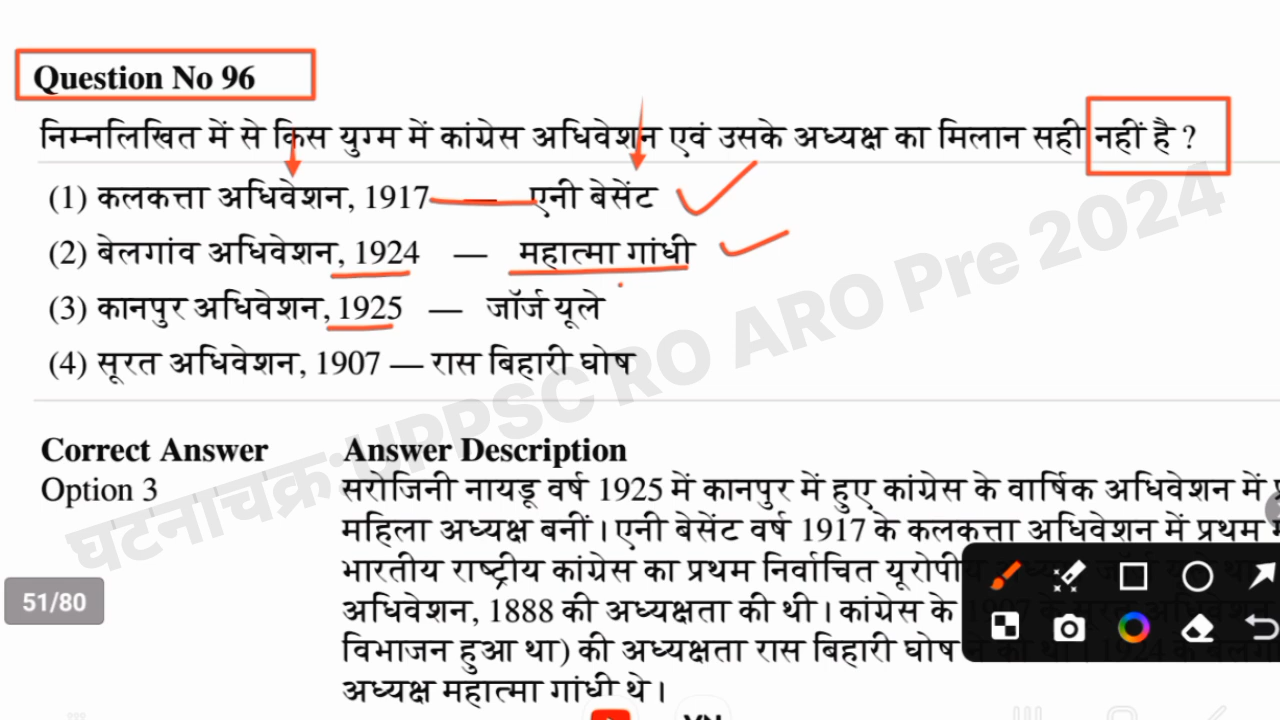 Question No 96
निम्नलिखित में से किस युग्म में कांग्रेस अधिवेशन एवं उसके अध्यक्ष का मिलान सही नहीं है ?
(1) कलकत्ता अधिवेशन, 1917 — एनी बेसेंट
(2) बेलगांव अधिवेशन, 1924 — महात्मा गांधी
(3) कानपुर अधिवेशन, 1925 — जॉर्ज यूले
(4) सूरत अधिवेशन, 1907 — रास बिहारी घोष
घटनाचक्र:UPPSC RO ARO Pre 2024
Correct Answer Answer Description
Option 3 सरोजिनी नायडू वर्ष 1925 में कानपुर में हुए कांग्रेस के वार्षिक अधिवेशन में
महिला अध्यक्ष बनीं। एनी बेसेंट वर्ष 1917 के कलकत्ता अधिवेशन में प्रथम
भारतीय राष्ट्रीय कांग्रेस का प्रथम निर्वाचित यूरोपीय
अधिवेशन, 1888 की अध्यक्षता की थी। कांग्रेस के
विभाजन हुआ था) की अध्यक्षता रास बिहारी घोष
अध्यक्ष महात्मा गांधी थे।
51/80